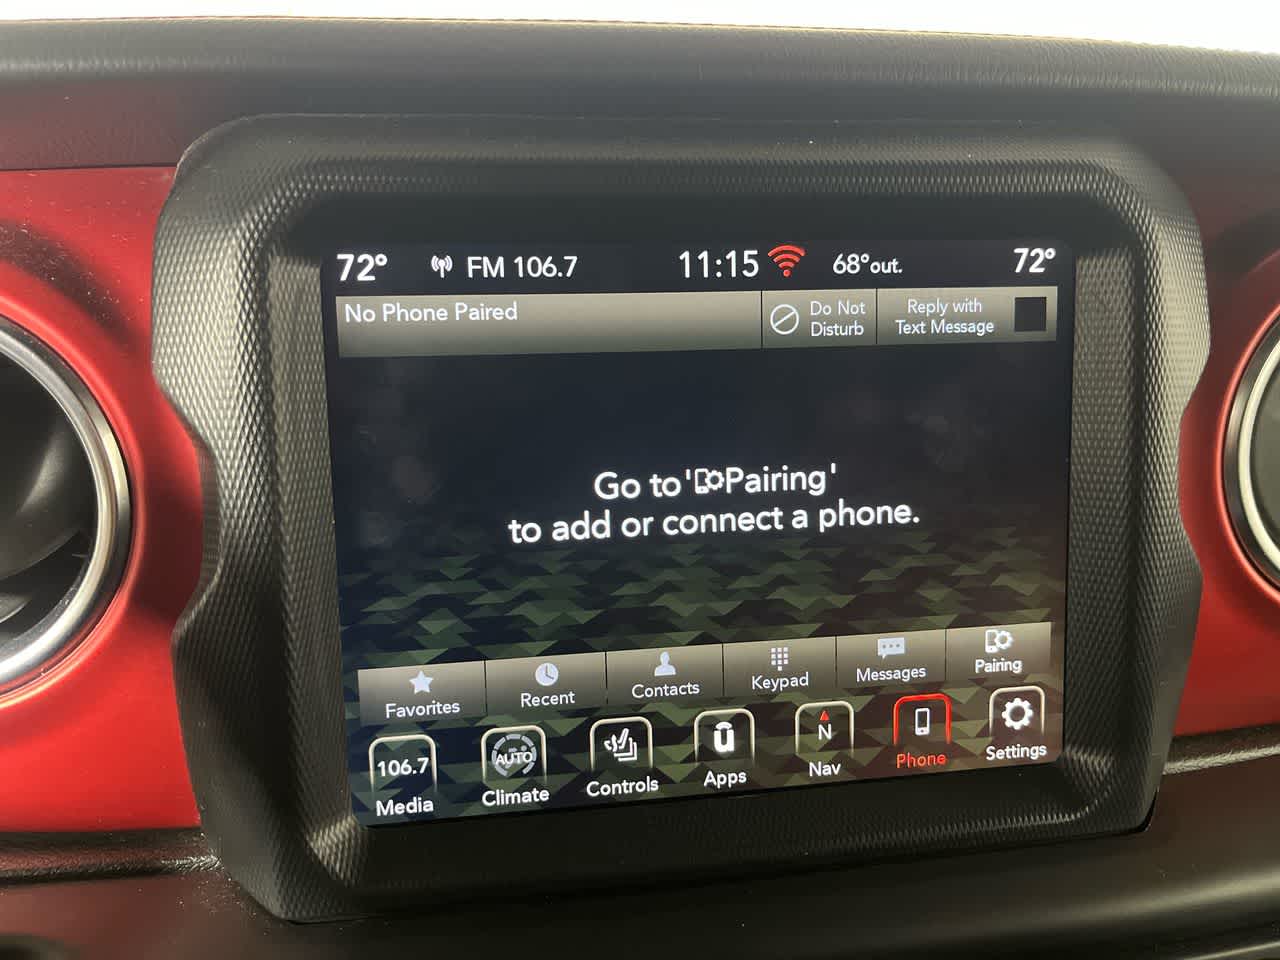 72° FM 106.7 11:15 68°out. 72°
No Phone Paired
Do Not
Disturb
Reply with
Text Message
Go to 'Pairing'
to add or connect a phone.
Favorites Recent Contacts Keypad Messages Pairing
106.7 AUTO N
Media Climate Controls Apps Nav Phone Settings